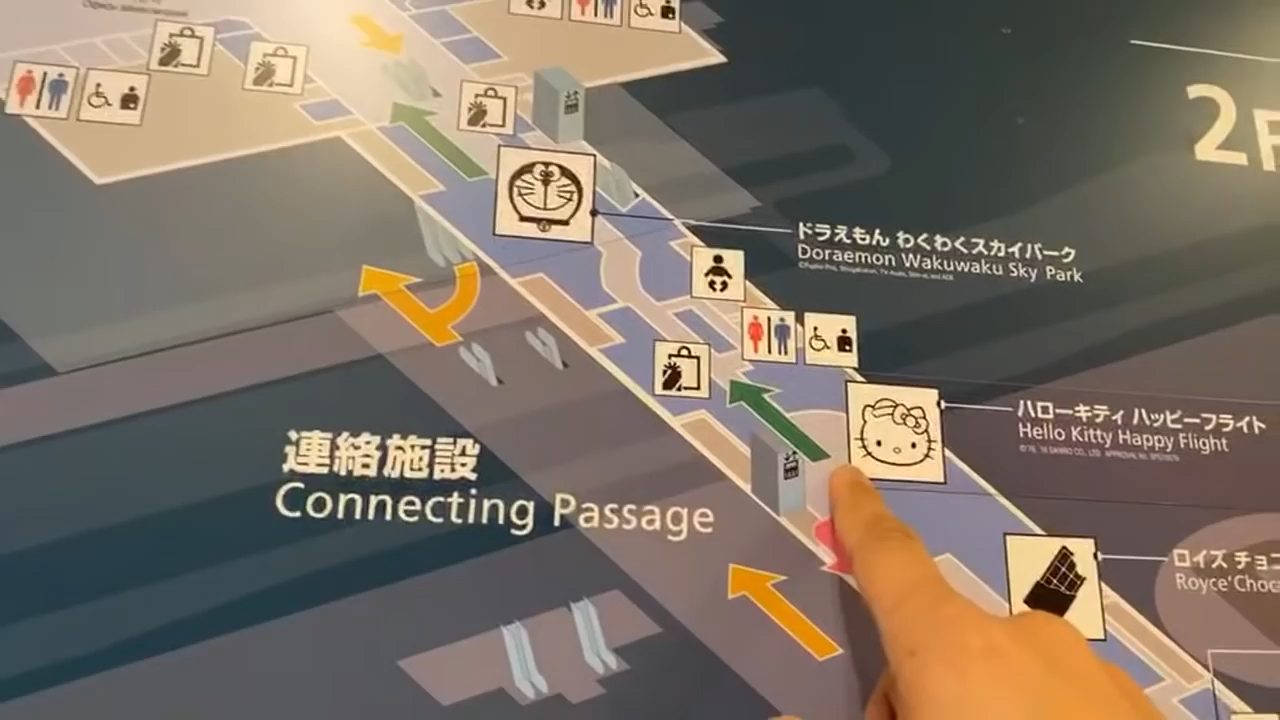 2F
ドラえもん わくわくスカイパーク
Doraemon Wakuwaku Sky Park
ハローキティ ハッピーフライト
Hello Kitty Happy Flight
連絡施設
Connecting Passage
ロイズ チョコ
Royce' Choc